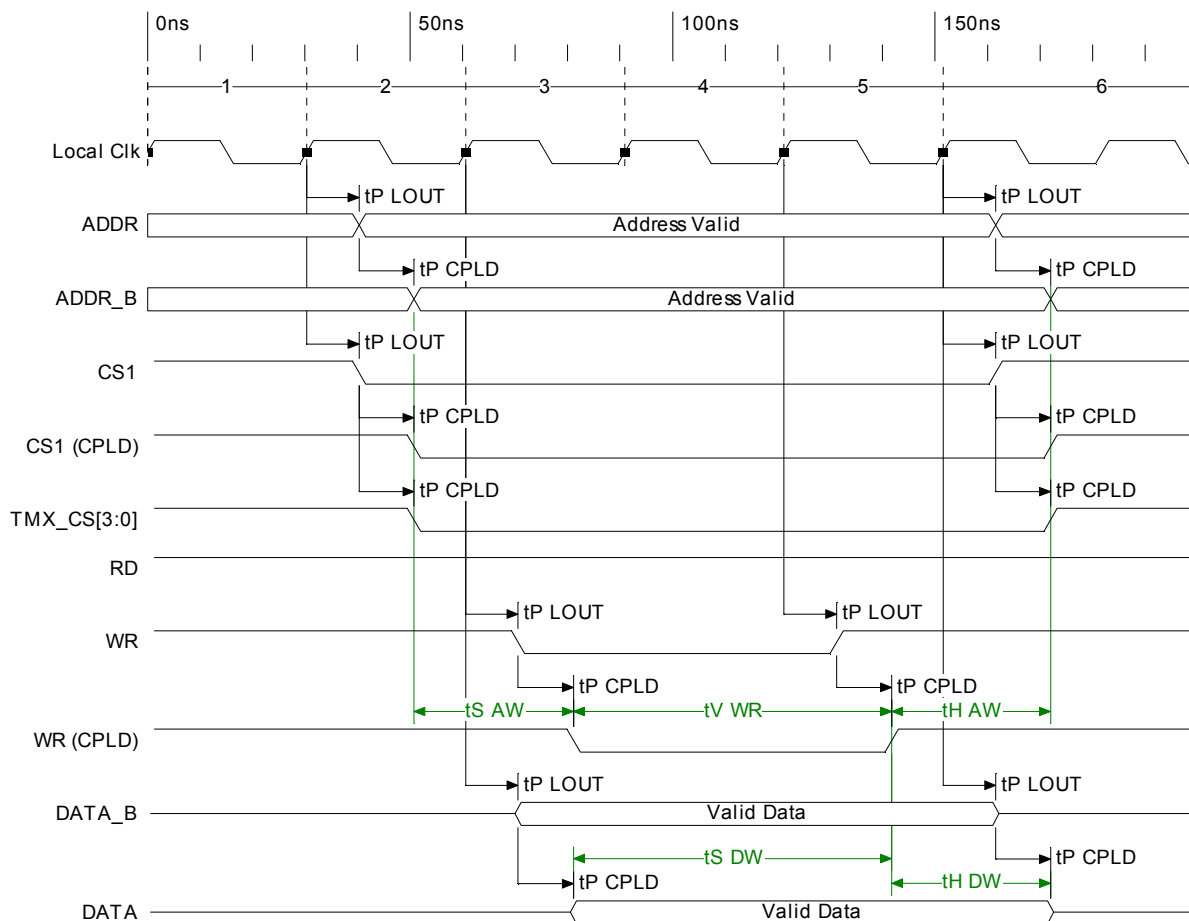 0ns 50ns 100ns 150ns
1 2 3 4 5 6
Local Clk
tP LOUT tP LOUT
ADDR Address Valid
tP CPLD tP CPLD
ADDR_B Address Valid
tP LOUT tP LOUT
CS1
tP CPLD tP CPLD
CS1 (CPLD)
tP CPLD tP CPLD
TMX_CS[3:0]
RD
tP LOUT tP LOUT
WR
tP CPLD tP CPLD
tS AW tV WR tH AW
WR (CPLD)
tP LOUT tP LOUT
DATA_B Valid Data
tS DW tP CPLD
tP CPLD tH DW
DATA Valid Data